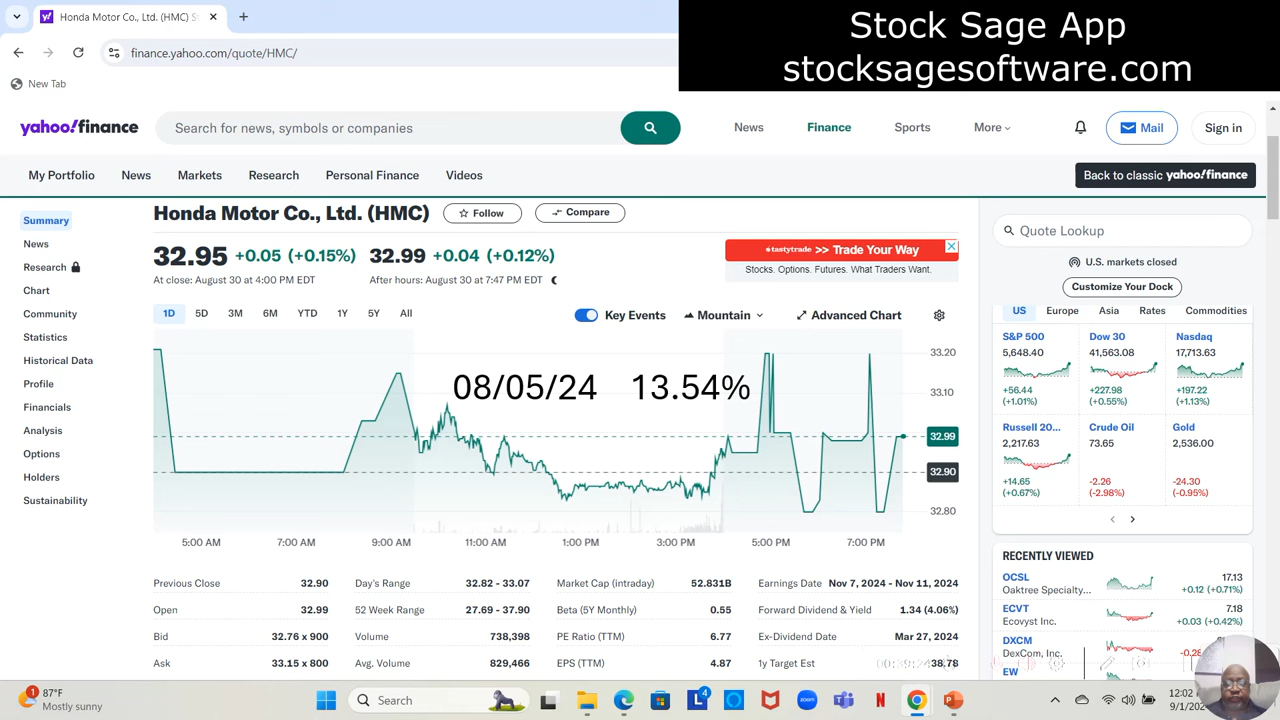 Honda Motor Co., Ltd. (HMC) S
Stock Sage App
stocksagesoftware.com
finance.yahoo.com/quote/HMC/
New Tab
yahoo!finance
Search for news, symbols or companies
News Finance Sports More
Mail
Sign in
My Portfolio News Markets Research Personal Finance Videos
Back to classic yahoo!finance
Summary
News
Research
Chart
Community
Statistics
Historical Data
Profile
Financials
Analysis
Options
Holders
Sustainability
Honda Motor Co., Ltd. (HMC) Follow Compare
32.95 +0.05 (+0.15%) 32.99 +0.04 (+0.12%)
At close: August 30 at 4:00 PM EDT After hours: August 30 at 7:47 PM EDT
tastytrade >> Trade Your Way
Stocks. Options. Futures. What Traders Want.
1D 5D 3M 6M YTD 1Y 5Y All Key Events Mountain Advanced Chart
08/05/24 13.54%
33.20
33.10
32.99
32.90
32.80
5:00 AM 7:00 AM 9:00 AM 11:00 AM 1:00 PM 3:00 PM 5:00 PM 7:00 PM
Previous Close 32.90 Day's Range 32.82 - 33.07 Market Cap (intraday) 52.831B Earnings Date Nov 7, 2024 - Nov 11, 2024
Open 32.99 52 Week Range 27.69 - 37.90 Beta (5Y Monthly) 0.55 Forward Dividend & Yield 1.34 (4.06%)
Bid 32.76 x 900 Volume 738,398 PE Ratio (TTM) 6.77 Ex-Dividend Date Mar 27, 2024
Ask 33.15 x 800 Avg. Volume 829,466 EPS (TTM) 4.87 1y Target Est 38.78
Quote Lookup
U.S. markets closed
Customize Your Dock
US Europe Asia Rates Commodities
S&P 500 Dow 30 Nasdaq
5,648.40 41,563.08 17,713.63
+56.44 +227.98 +197.22
(+1.01%) (+0.55%) (+1.13%)
Russell 20... Crude Oil Gold
2,217.63 73.65 2,536.00
+14.65 -2.26 -24.30
(+0.67%) (-2.98%) (-0.95%)
RECENTLY VIEWED
OCSL 17.13
Oaktree Specialty... +0.12 (+0.71%)
ECVT 7.18
Ecovyst Inc. +0.03 (+0.42%)
DXCM
DexCom, Inc. -0.28
EW
87°F
Mostly sunny
Search
12:02
9/1/202